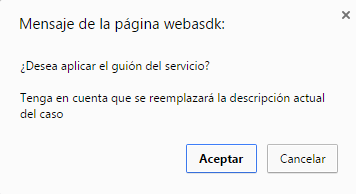 Mensaje de la página webasdk:
¿Desea aplicar el guión del servicio?
Tenga en cuenta que se reemplazará la descripción actual
del caso
Aceptar
Cancelar